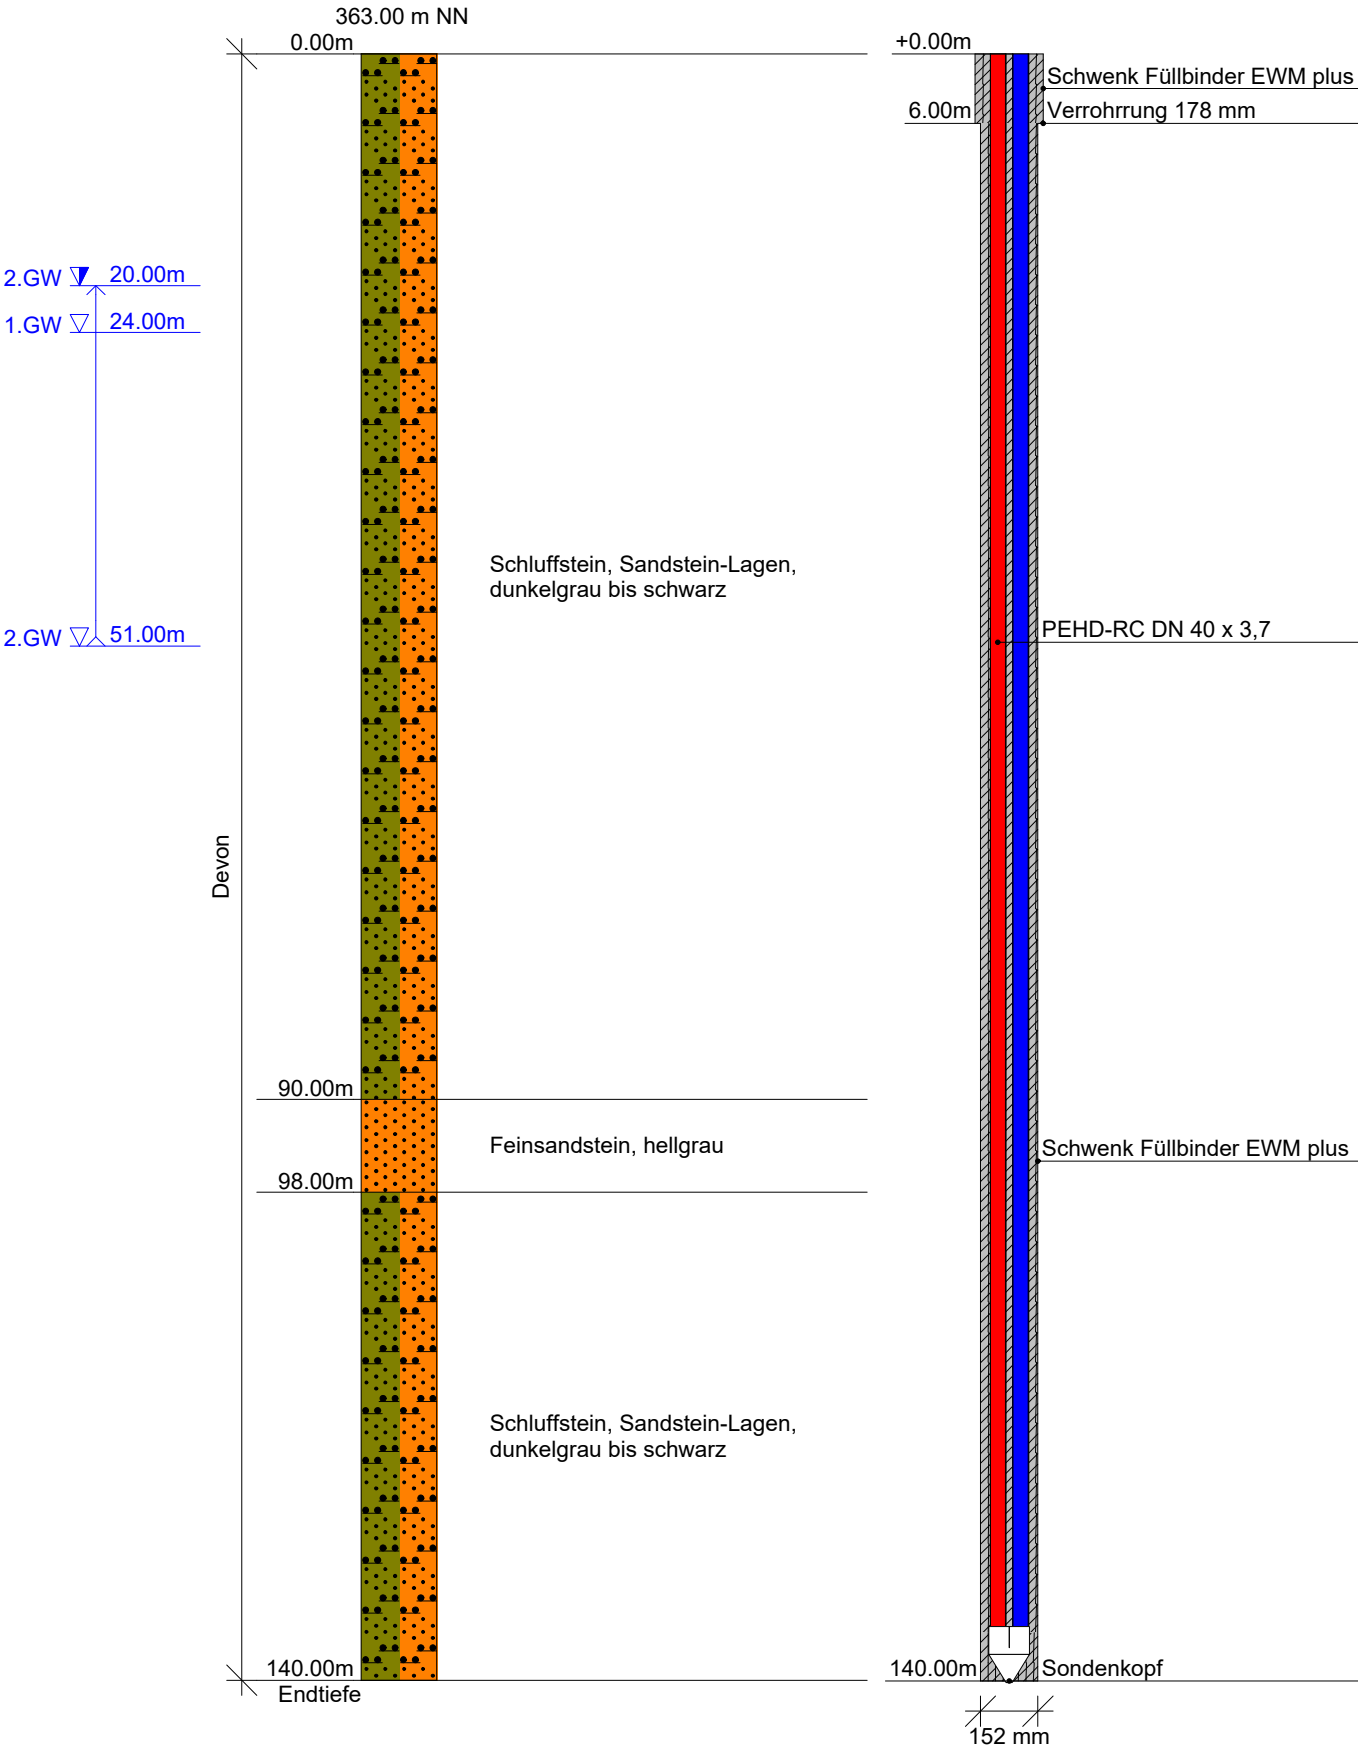 363.00 m NN
0.00m
+0.00m
Schwenk Füllbinder EWM plus
6.00m
Verrohrrung 178 mm
2.GW
20.00m
1.GW
24.00m
Schluffstein, Sandstein-Lagen,
dunkelgrau bis schwarz
2.GW
51.00m
PEHD-RC DN 40 x 3,7
Devon
90.00m
Feinsandstein, hellgrau
Schwenk Füllbinder EWM plus
98.00m
Schluffstein, Sandstein-Lagen,
dunkelgrau bis schwarz
140.00m
Endtiefe
140.00m
Sondenkopf
152 mm